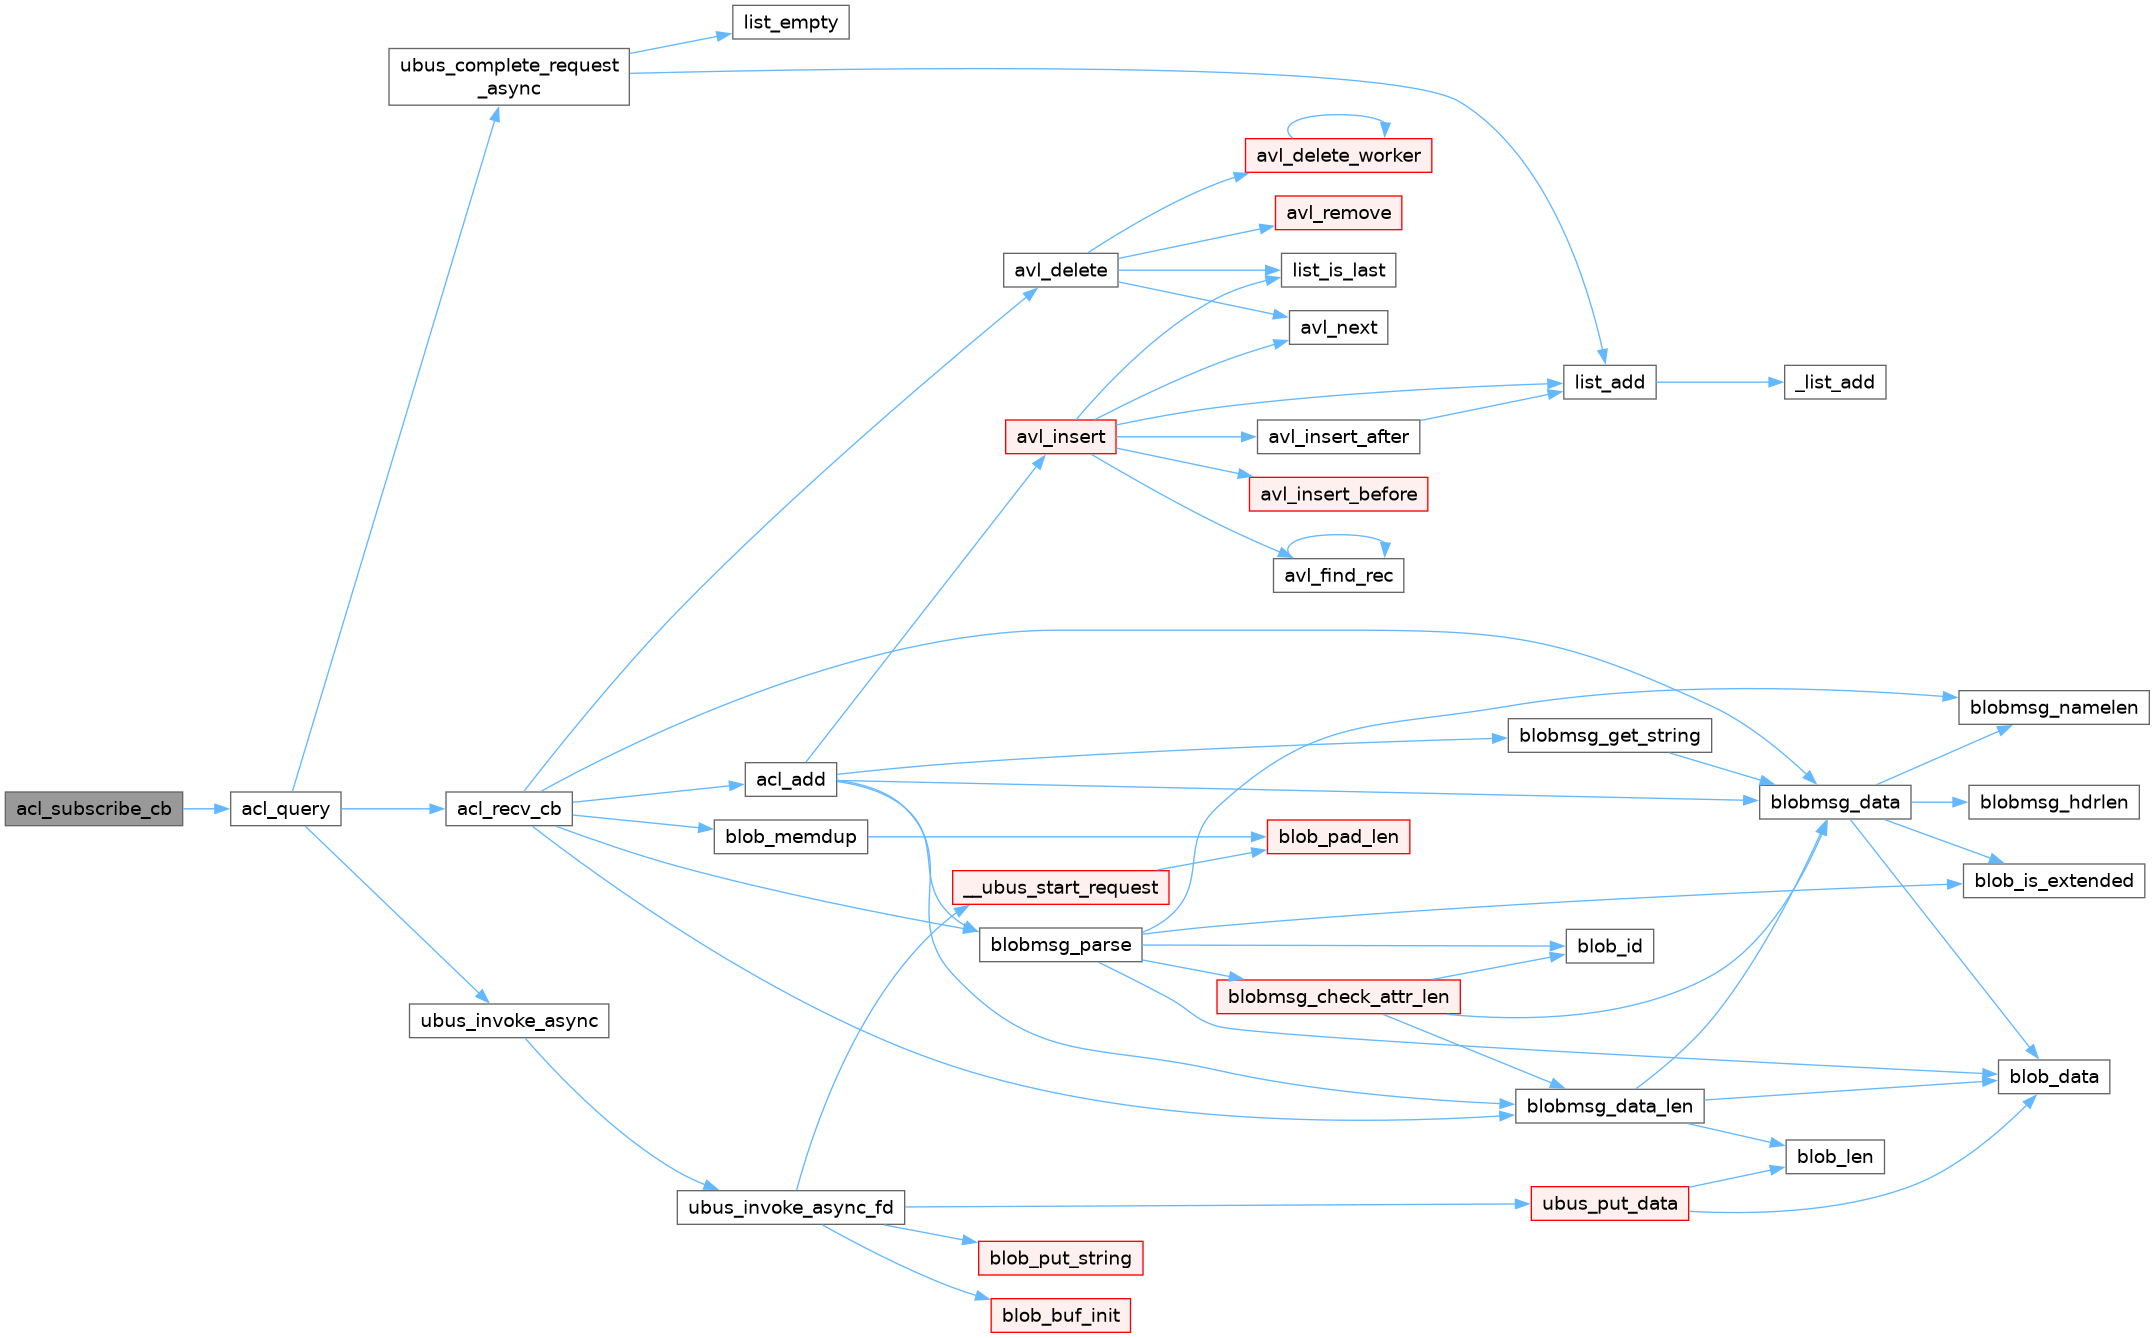 list_empty
ubus_complete_request
_async
avl_delete_worker
avl_remove
avl_delete
list_is_last
avl_next
list_add
_list_add
avl_insert
avl_insert_after
avl_insert_before
avl_find_rec
blobmsg_namelen
blobmsg_get_string
acl_add
blobmsg_data
blobmsg_hdrlen
acl_subscribe_cb
acl_query
acl_recv_cb
blob_memdup
blob_pad_len
blob_is_extended
__ubus_start_request
blobmsg_parse
blob_id
blobmsg_check_attr_len
ubus_invoke_async
blob_data
blobmsg_data_len
blob_len
ubus_invoke_async_fd
ubus_put_data
blob_put_string
blob_buf_init